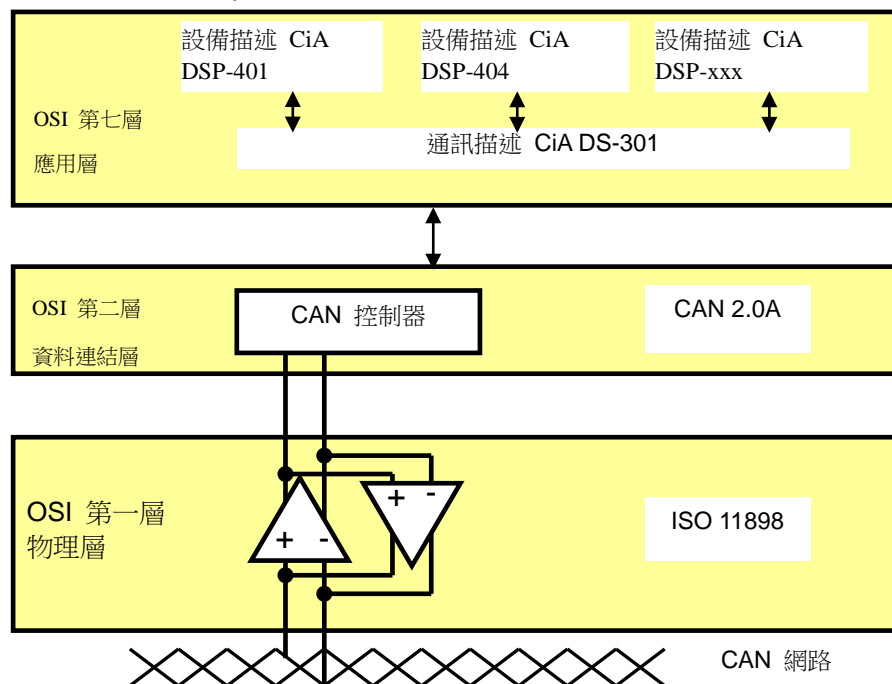 設備描述 CiA
DSP-401
設備描述 CiA
DSP-404
設備描述 CiA
DSP-xxx
OSI 第七層
應用層
通訊描述 CiA DS-301
OSI 第二層
資料連結層
CAN 控制器
CAN 2.0A
OSI 第一層
物理層
+ -
+ -
ISO 11898
CAN 網路